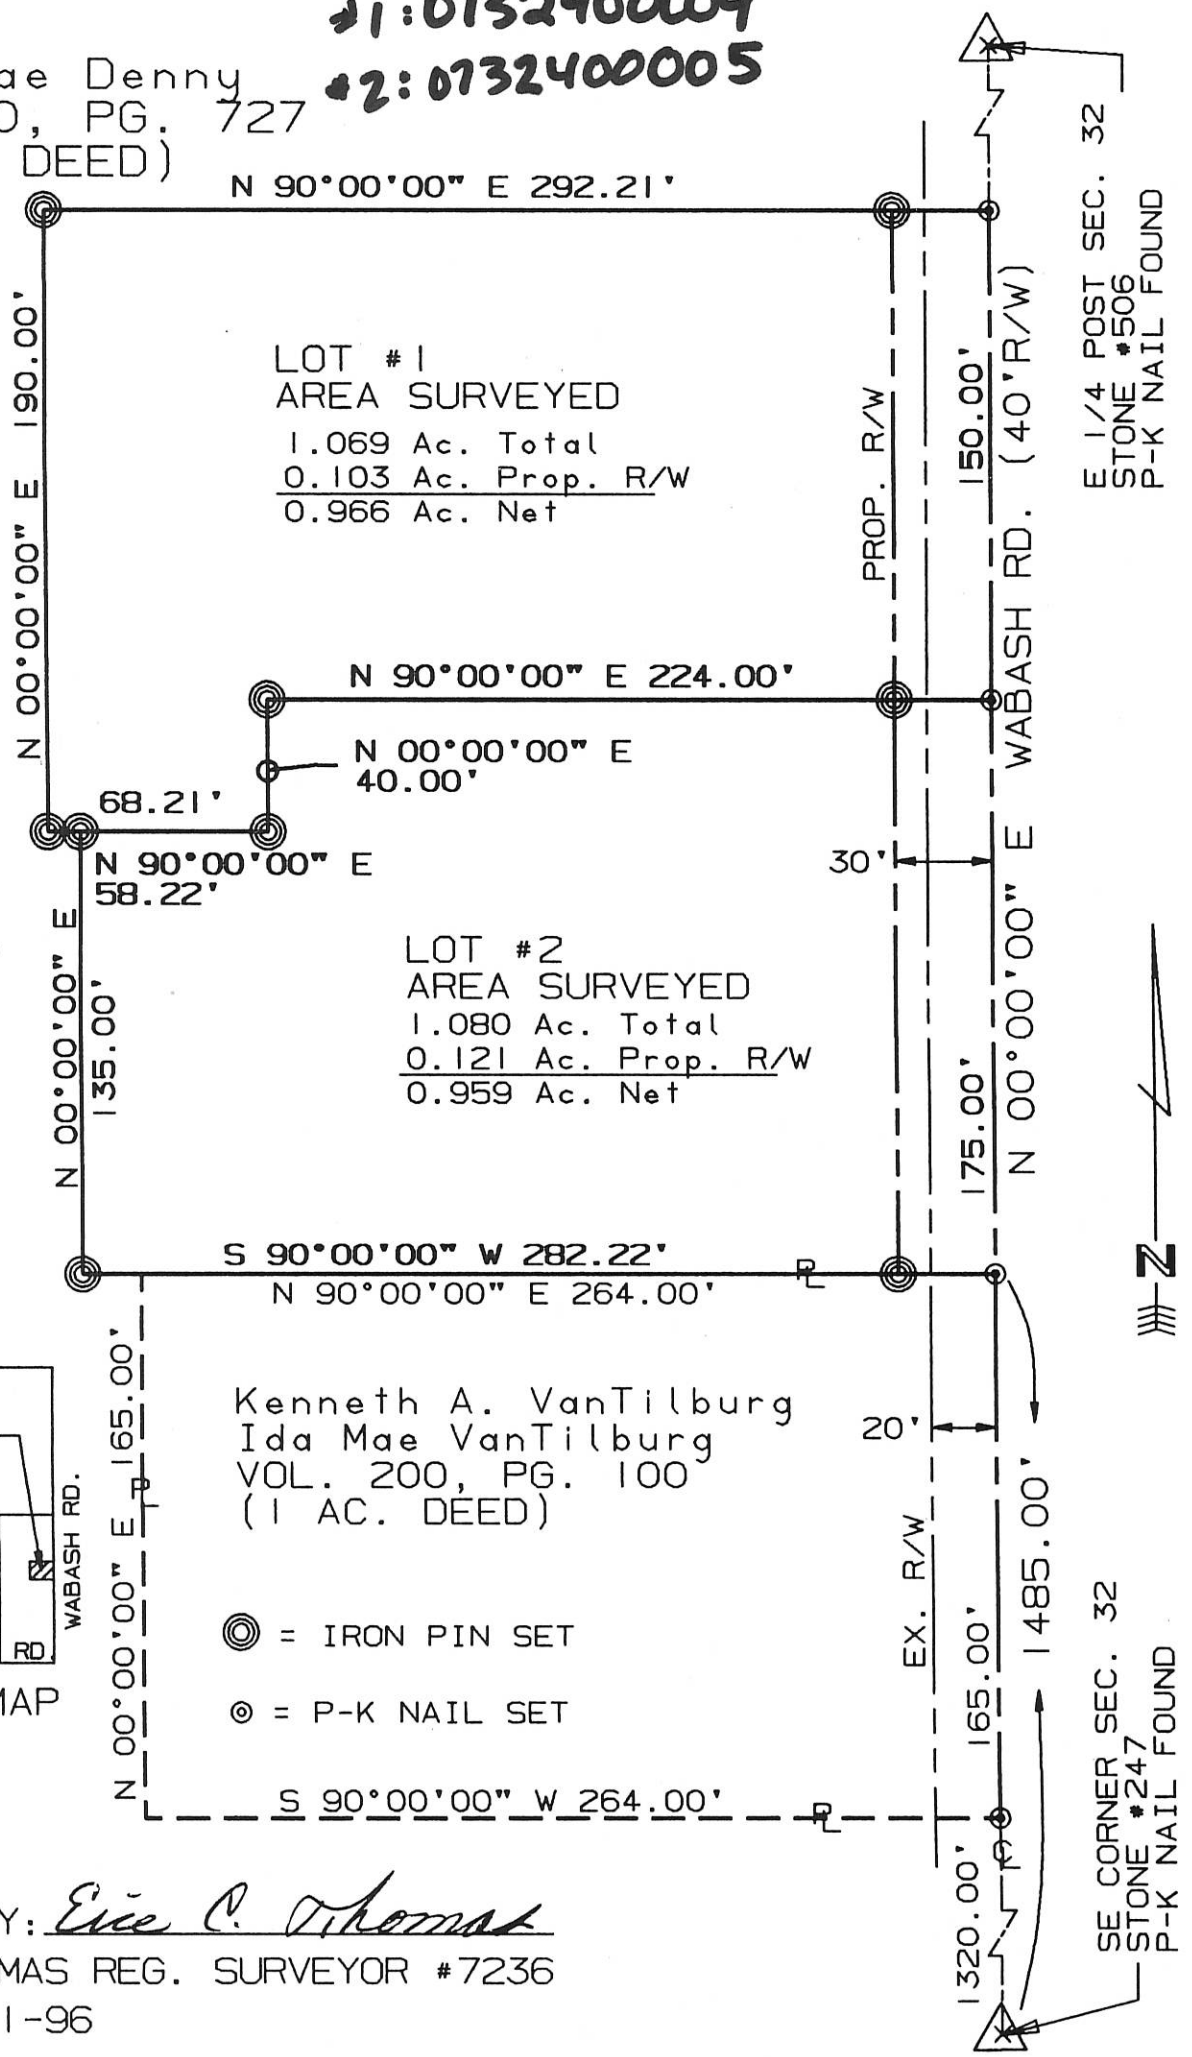 #1:0732400004
#2:0732400005
Denny
PG. 727
DEED)
N 90°00'00" E 292.21'
N 00°00'00" E 190.00'
LOT #1
AREA SURVEYED
1.069 Ac. Total
0.103 Ac. Prop. R/W
0.966 Ac. Net
PROP. R/W
150.00'
WABASH RD. (40'R/W)
E 1/4 POST SEC. 32
STONE #506
P-K NAIL FOUND
N 90°00'00" E 224.00'
N 00°00'00" E
40.00'
68.21'
N 90°00'00" E
58.22'
30'
N 00°00'00" E
135.00'
LOT #2
AREA SURVEYED
1.080 Ac. Total
0.121 Ac. Prop. R/W
0.959 Ac. Net
175.00'
N 00°00'00" E
N
S 90°00'00" W 282.22'
PL
N 90°00'00" E 264.00'
N 00°00'00" E 165.00'
PL
Kenneth A. VanTilburg
Ida Mae VanTilburg
VOL. 200, PG. 100
(1 AC. DEED)
20'
EX. R/W
165.00'
1485.00'
WABASH RD.
RD.
MAP
= IRON PIN SET
= P-K NAIL SET
S 90°00'00" W 264.00'
PL
CL
1320.00'
SE CORNER SEC. 32
STONE #247
P-K NAIL FOUND
Y: Eric C. Thomas
MAS REG. SURVEYOR #7236
1-96